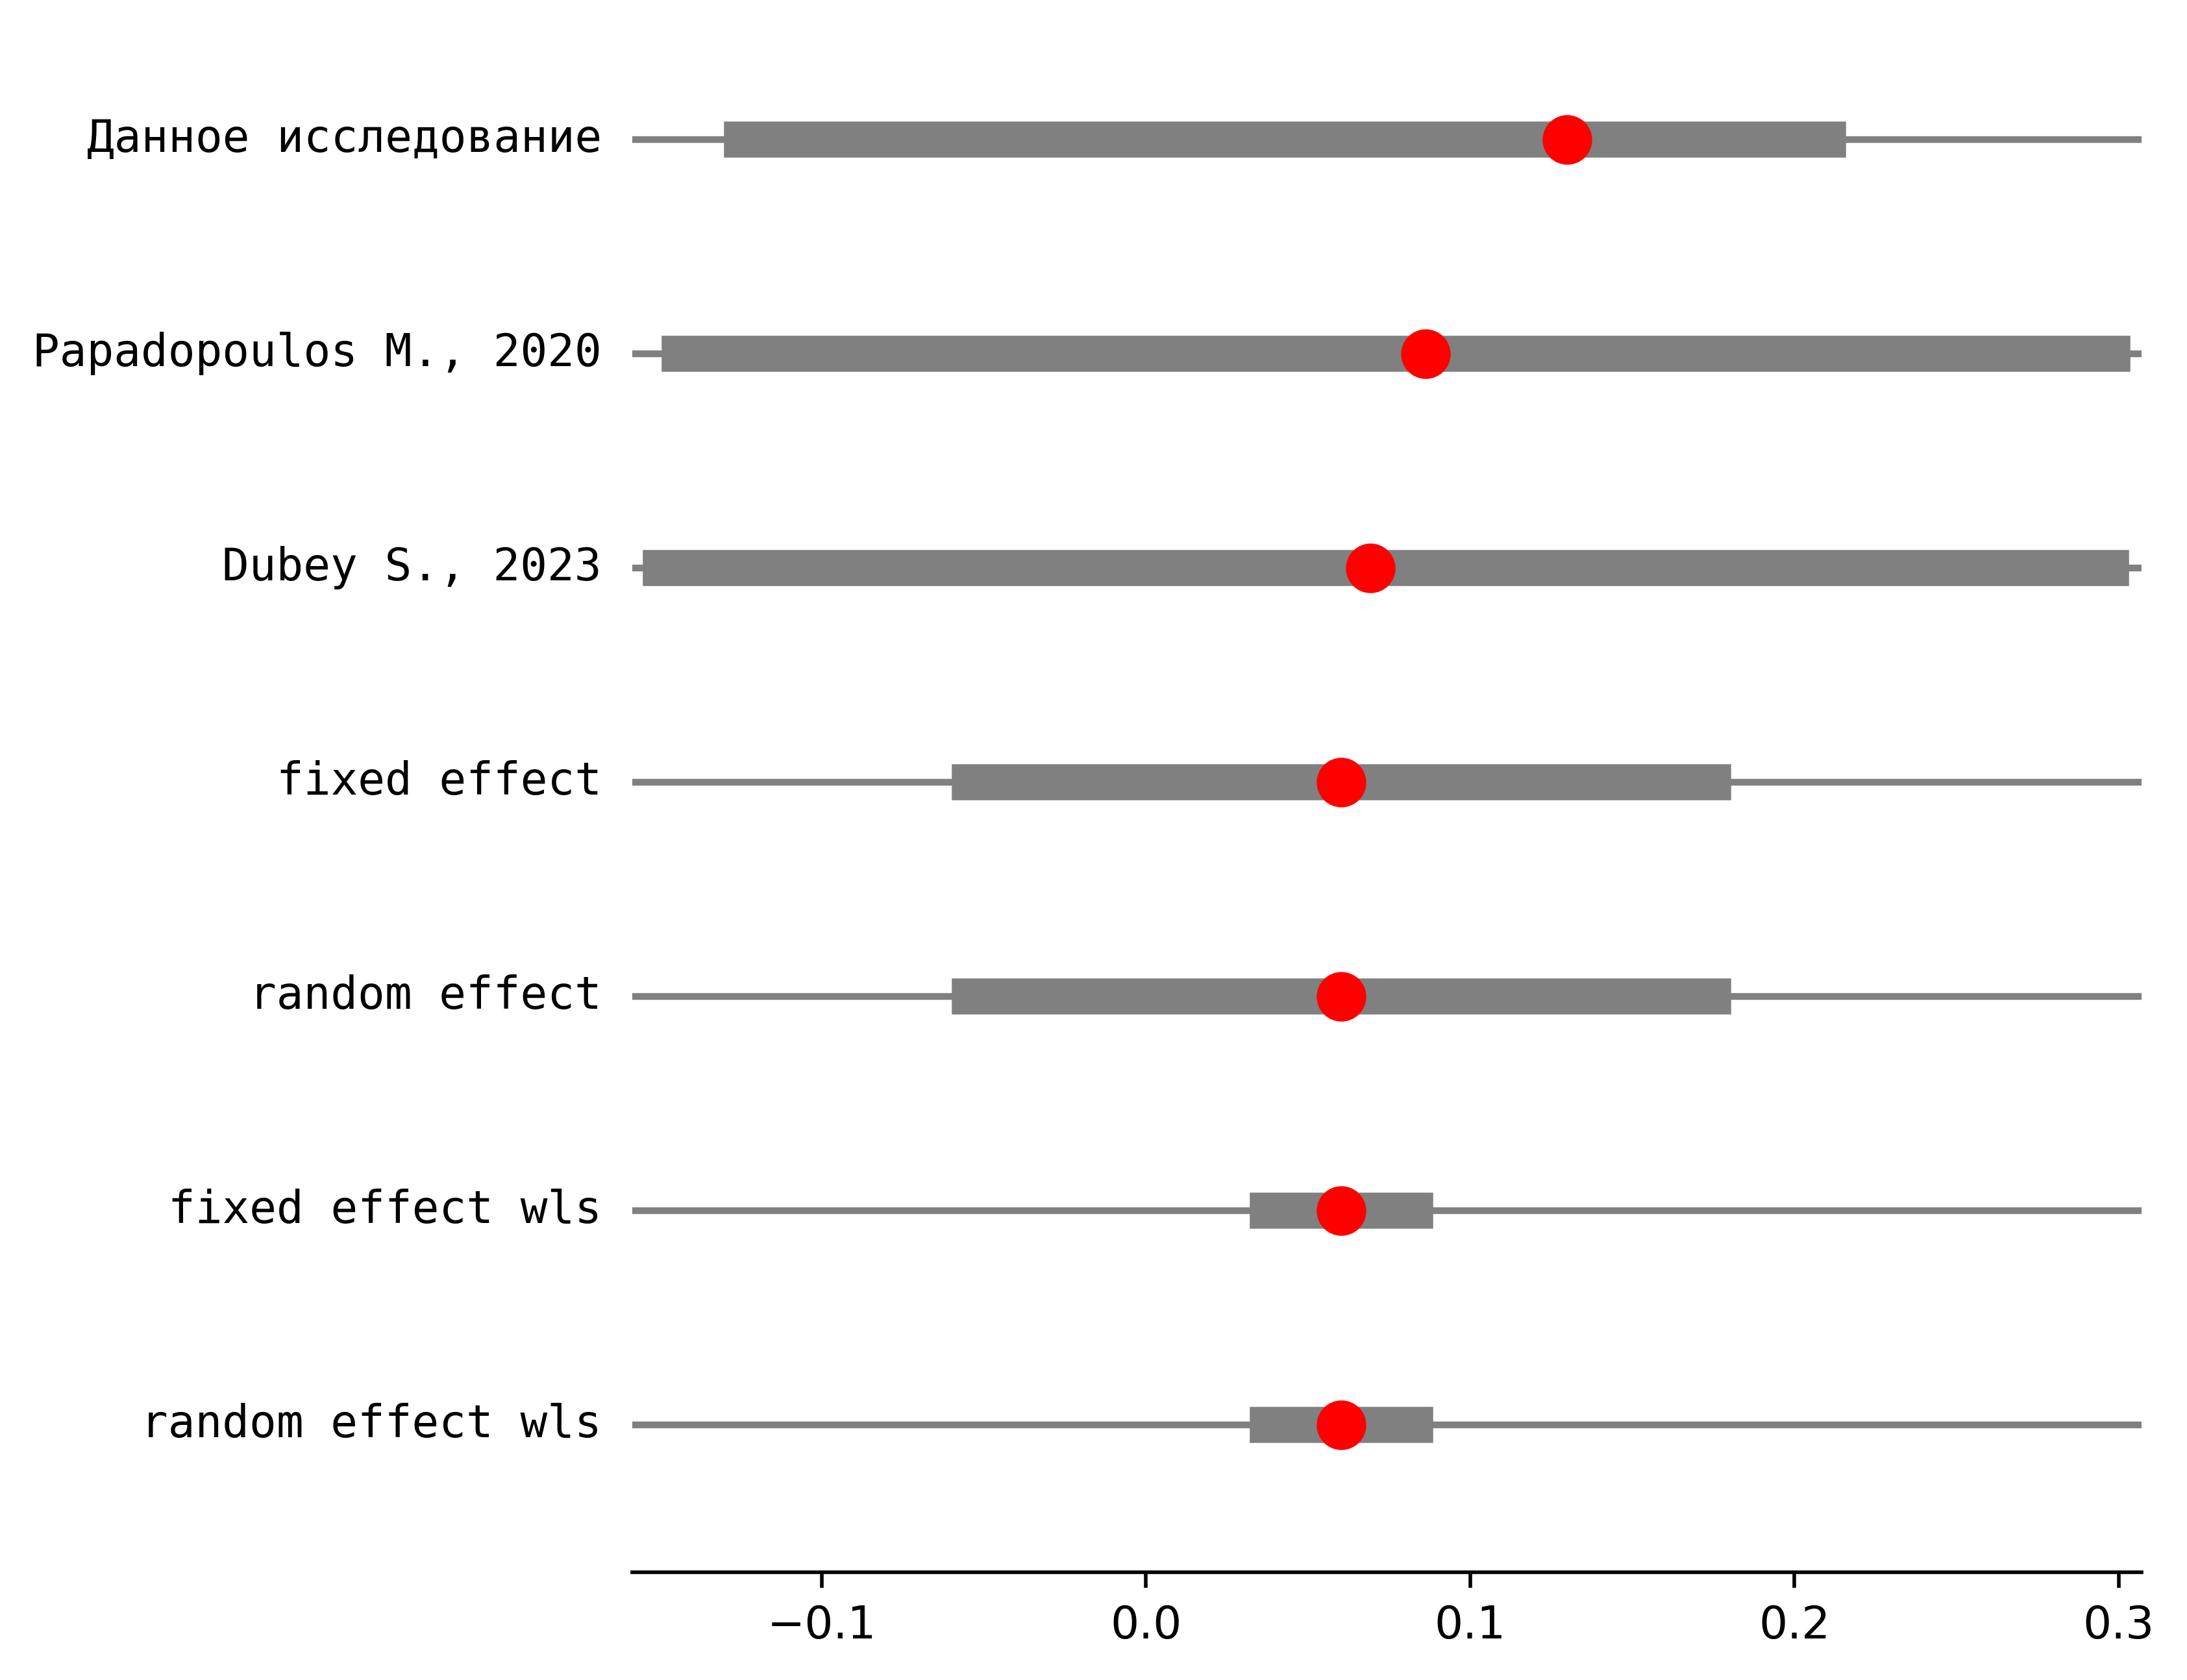 Данное исследование
Papadopoulos M., 2020
Dubey S., 2023
fixed effect
random effect
fixed effect wls
random effect wls
−0.1 0.0 0.1 0.2 0.3